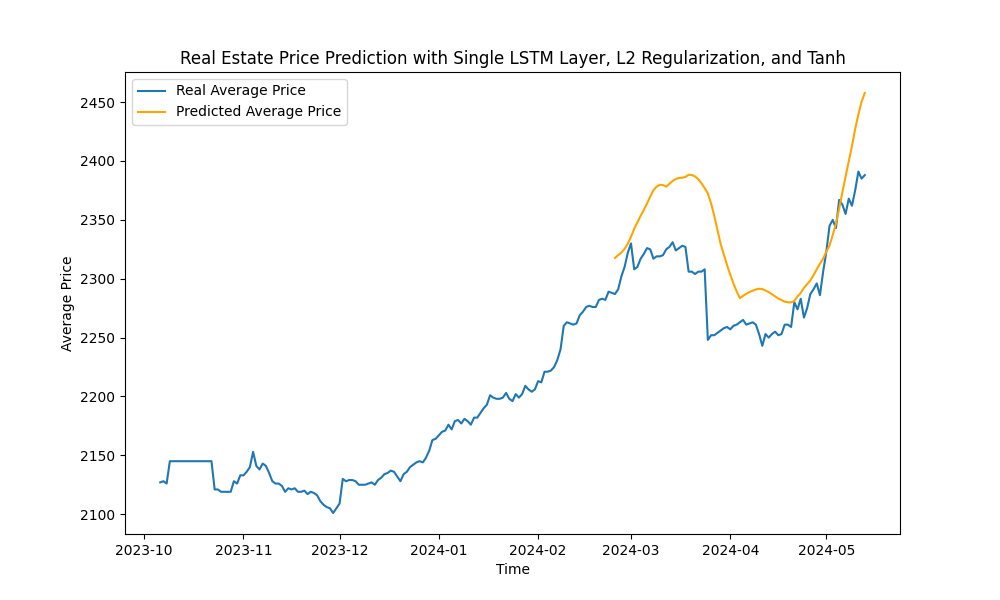 Real Estate Price Prediction with Single LSTM Layer, L2 Regularization, and Tanh
Real Average Price
Predicted Average Price
Average Price
2450
2400
2350
2300
2250
2200
2150
2100
2023-10 2023-11 2023-12 2024-01 2024-02 2024-03 2024-04 2024-05
Time